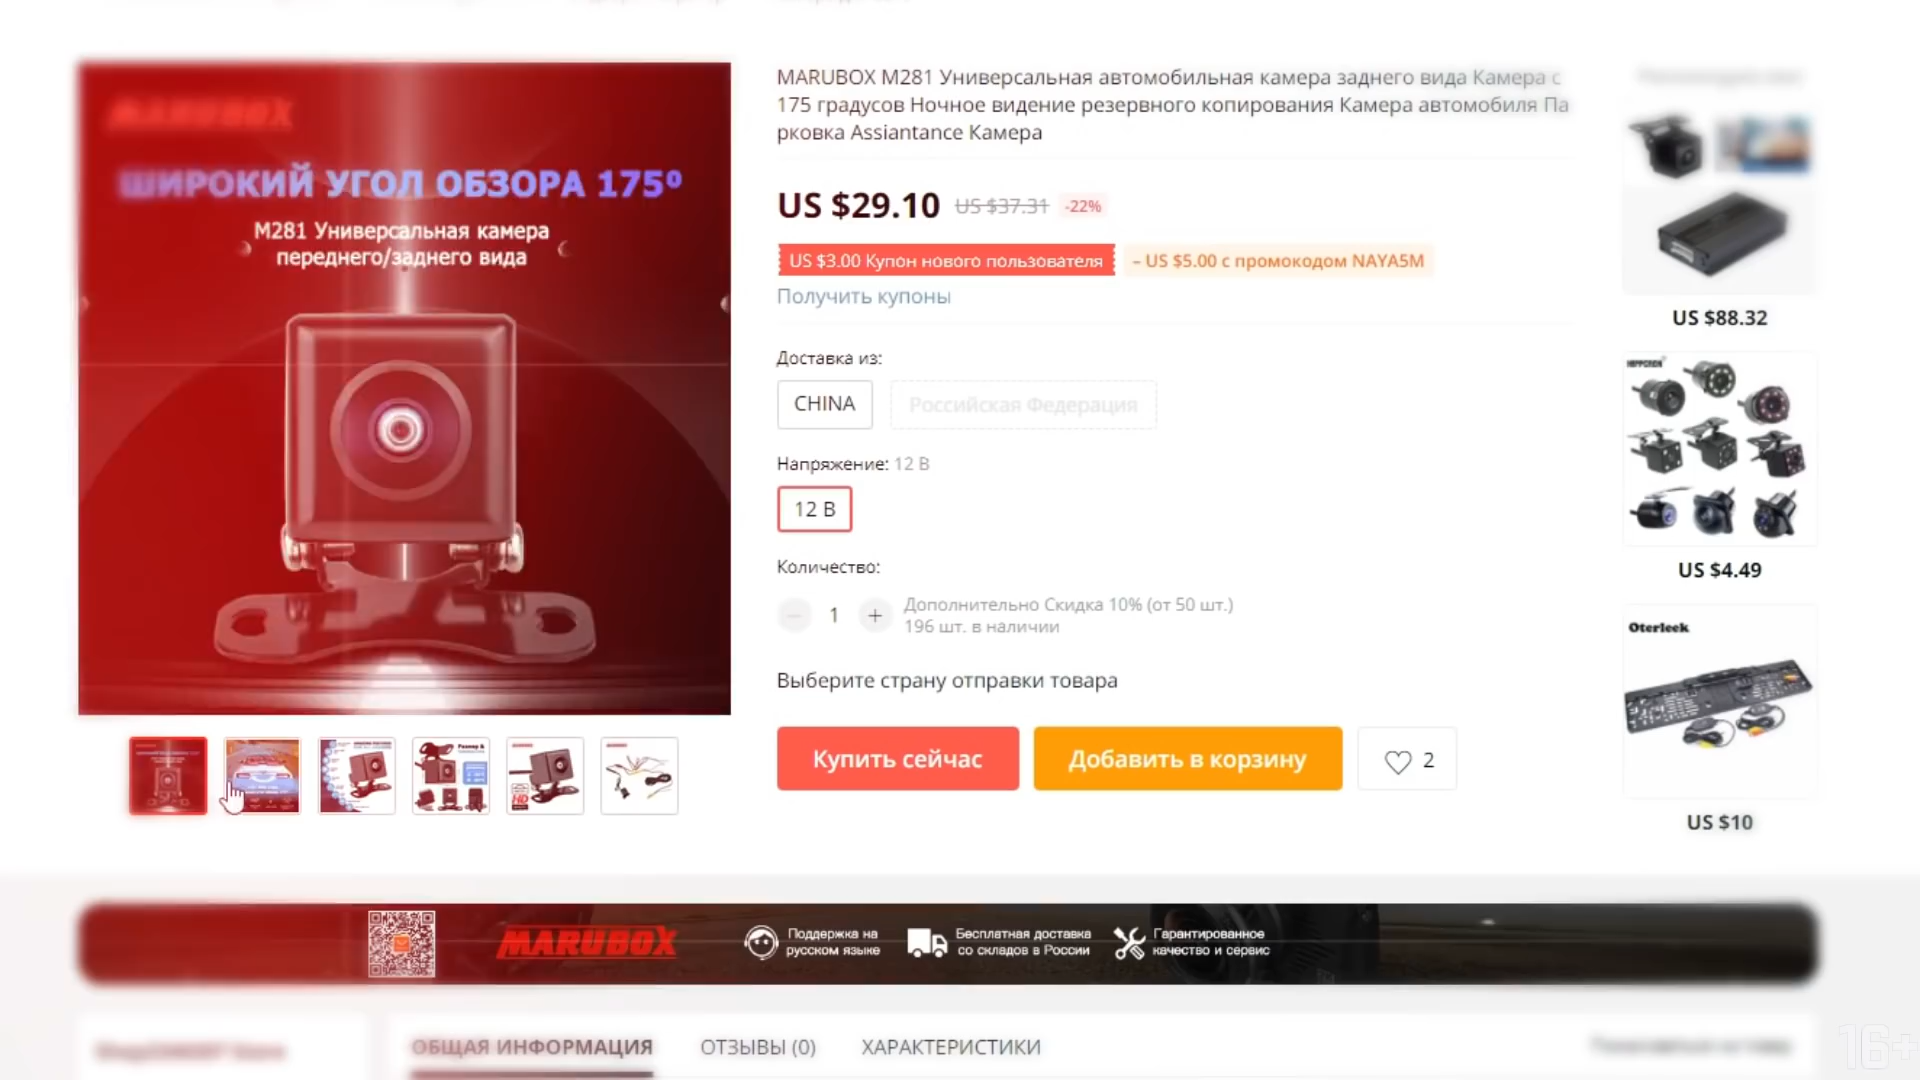 MARUBOX
ШИРОКИЙ УГОЛ ОБЗОРА 175º
M281 Универсальная камера
переднего/заднего вида
MARUBOX M281 Универсальная автомобильная камера заднего вида Камера с
175 градусов Ночное видение резервного копирования Камера автомобиля Па
рковка Assiantance Камера
US $29.10 US $37.31 -22%
US $3.00 Купон нового пользователя – US $5.00 с промокодом NAYA5M
Получить купоны
Доставка из:
CHINA Российская Федерация
Напряжение: 12 В
12 В
Количество:
1 + Дополнительно Скидка 10% (от 50 шт.)
196 шт. в наличии
Выберите страну отправки товара
Купить сейчас Добавить в корзину 2
US $88.32
US $4.49
Oterleek
US $10
MARUBOX
Поддержка на
русском языке
Бесплатная доставка
со складов в России
Гарантированное
качество и сервис
ОБЩАЯ ИНФОРМАЦИЯ ОТЗЫВЫ (0) ХАРАКТЕРИСТИКИ
16+